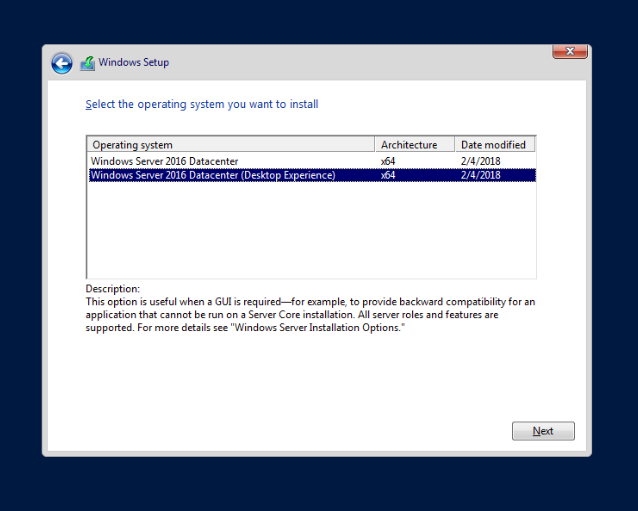 Windows Setup
Select the operating system you want to install
Operating system Architecture Date modified
Windows Server 2016 Datacenter x64 2/4/2018
Windows Server 2016 Datacenter (Desktop Experience) x64 2/4/2018
Description:
This option is useful when a GUI is required—for example, to provide backward compatibility for an
application that cannot be run on a Server Core installation. All server roles and features are
supported. For more details see "Windows Server Installation Options."
Next